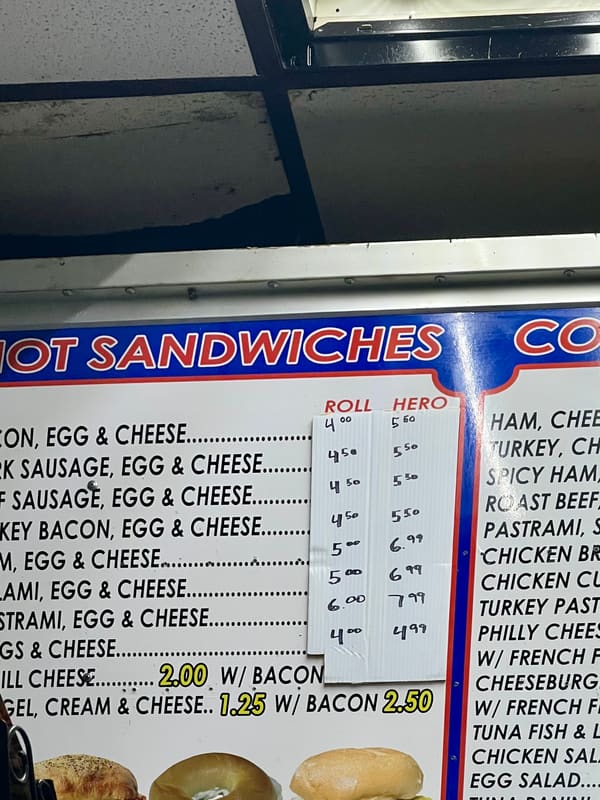 HOT SANDWICHES
ROLL HERO
CON, EGG & CHEESE............... 4.00 5.50
RK SAUSAGE, EGG & CHEESE...... 4.50 5.50
F SAUSAGE, EGG & CHEESE........ 4.50 5.50
KEY BACON, EGG & CHEESE....... 4.50 5.50
M, EGG & CHEESE..................... 5.00 6.99
LAMI, EGG & CHEESE................. 5.00 6.99
STRAMI, EGG & CHEESE.............. 6.00 7.99
GS & CHEESE............................ 4.00 4.99
ILL CHEESE........... 2.00 W/ BACON
GEL, CREAM & CHEESE.. 1.25 W/ BACON 2.50
CO
HAM, CHEE
TURKEY, CH
SPICY HAM,
ROAST BEEF,
PASTRAMI, S
CHICKEN BR
CHICKEN CU
TURKEY PAST
PHILLY CHEES
W/ FRENCH F
CHEESEBURG
W/ FRENCH F
TUNA FISH & L
CHICKEN SAL
EGG SALAD....